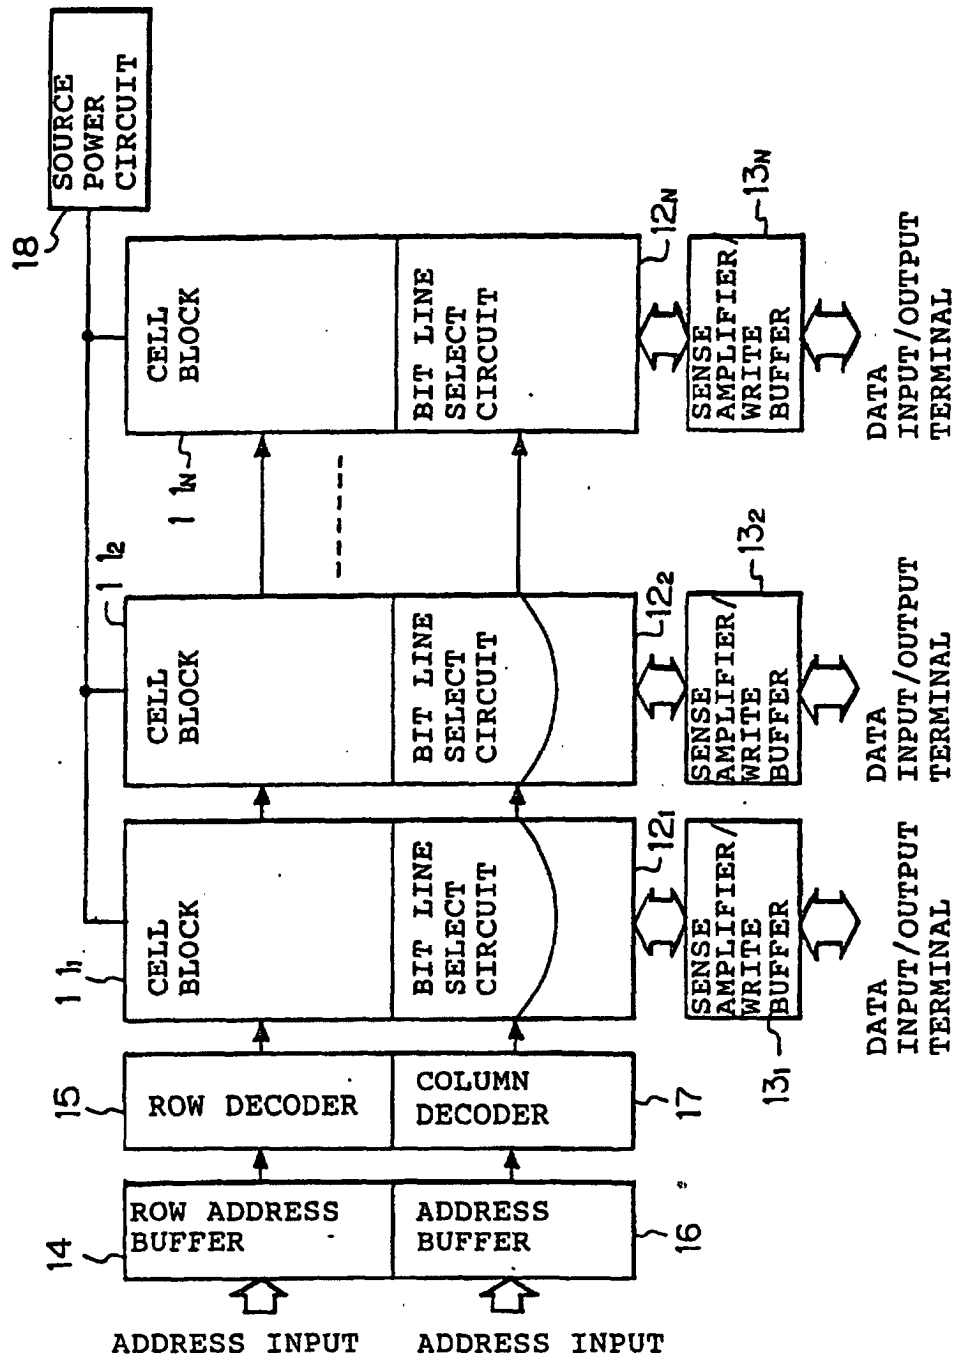 18
SOURCE
POWER
CIRCUIT
11₁
CELL
BLOCK
11₂
CELL
BLOCK
11N
CELL
BLOCK
BIT LINE
SELECT
CIRCUIT
12₁
BIT LINE
SELECT
CIRCUIT
12₂
BIT LINE
SELECT
CIRCUIT
12N
SENSE
AMPLIFIER/
WRITE
BUFFER
13₁
SENSE
AMPLIFIER/
WRITE
BUFFER
13₂
SENSE
AMPLIFIER/
WRITE
BUFFER
13N
DATA
INPUT/OUTPUT
TERMINAL
DATA
INPUT/OUTPUT
TERMINAL
DATA
INPUT/OUTPUT
TERMINAL
15
ROW DECODER
COLUMN
DECODER
17
14
ROW ADDRESS
BUFFER
ADDRESS
BUFFER
16
ADDRESS INPUT
ADDRESS INPUT